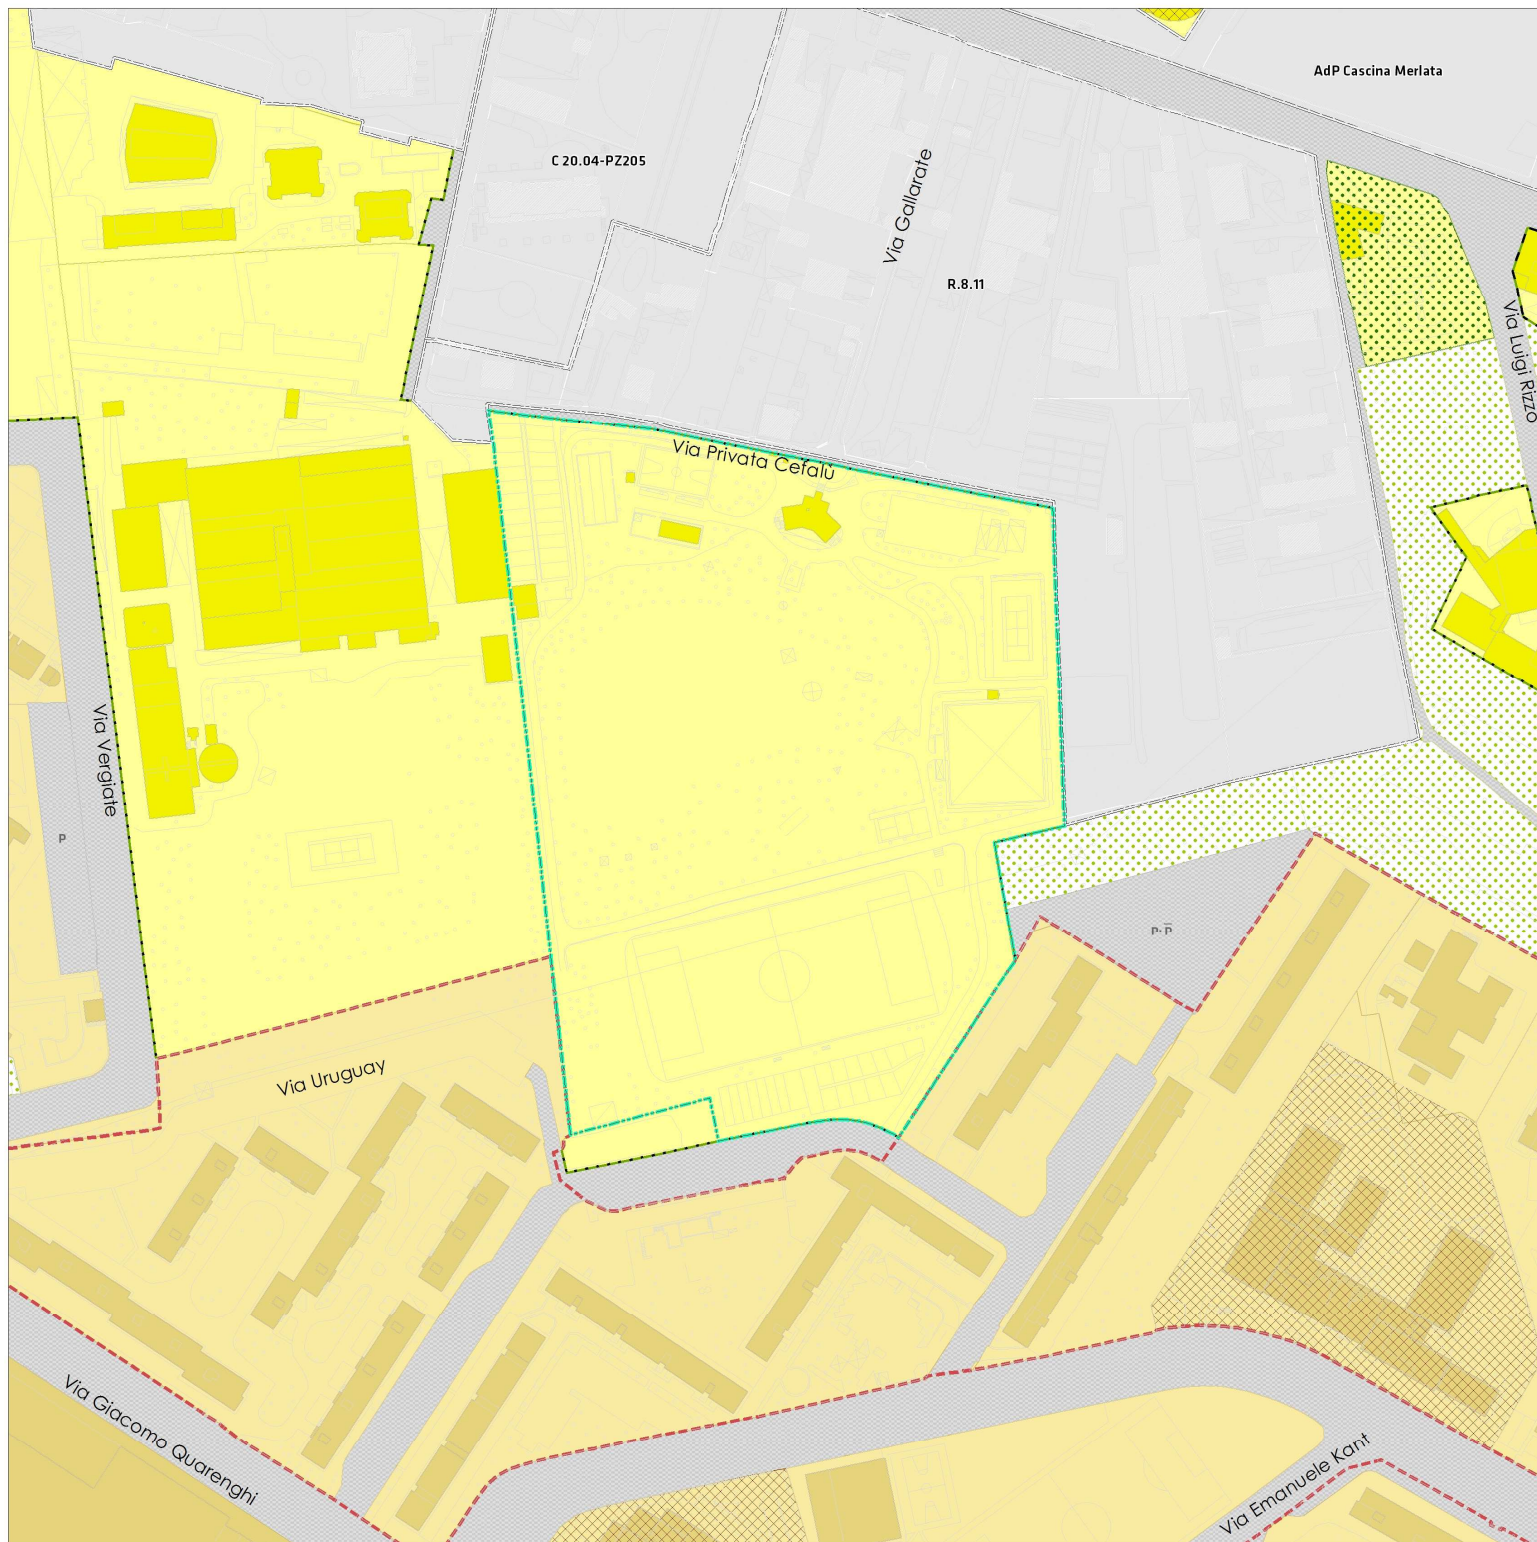 AdP Cascina Merlata
C 20.04-PZ205
Via Gallarate
R.8.11
Via Luigi Rizzo
Via Privata Cefalù
Via Vergiate
P
P. P
Via Uruguay
Via Giacomo Quarenghi
Via Emanuele Kant